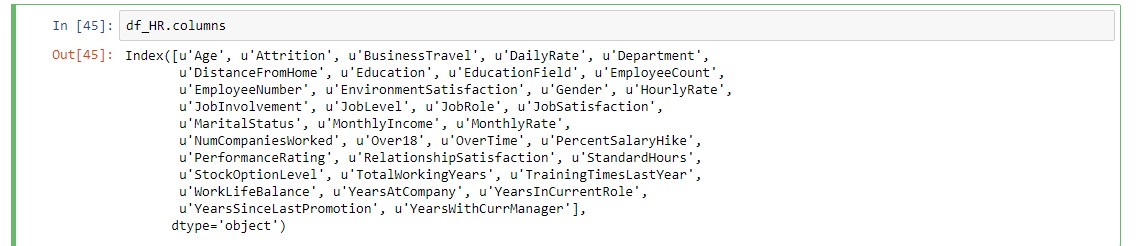 In [45]: df_HR.columns
Out[45]: Index([u'Age', u'Attrition', u'BusinessTravel', u'DailyRate', u'Department',
u'DistanceFromHome', u'Education', u'EducationField', u'EmployeeCount',
u'EmployeeNumber', u'EnvironmentSatisfaction', u'Gender', u'HourlyRate',
u'JobInvolvement', u'JobLevel', u'JobRole', u'JobSatisfaction',
u'MaritalStatus', u'MonthlyIncome', u'MonthlyRate',
u'NumCompaniesWorked', u'Over18', u'OverTime', u'PercentSalaryHike',
u'PerformanceRating', u'RelationshipSatisfaction', u'StandardHours',
u'StockOptionLevel', u'TotalWorkingYears', u'TrainingTimesLastYear',
u'WorkLifeBalance', u'YearsAtCompany', u'YearsInCurrentRole',
u'YearsSinceLastPromotion', u'YearsWithCurrManager'],
dtype='object')